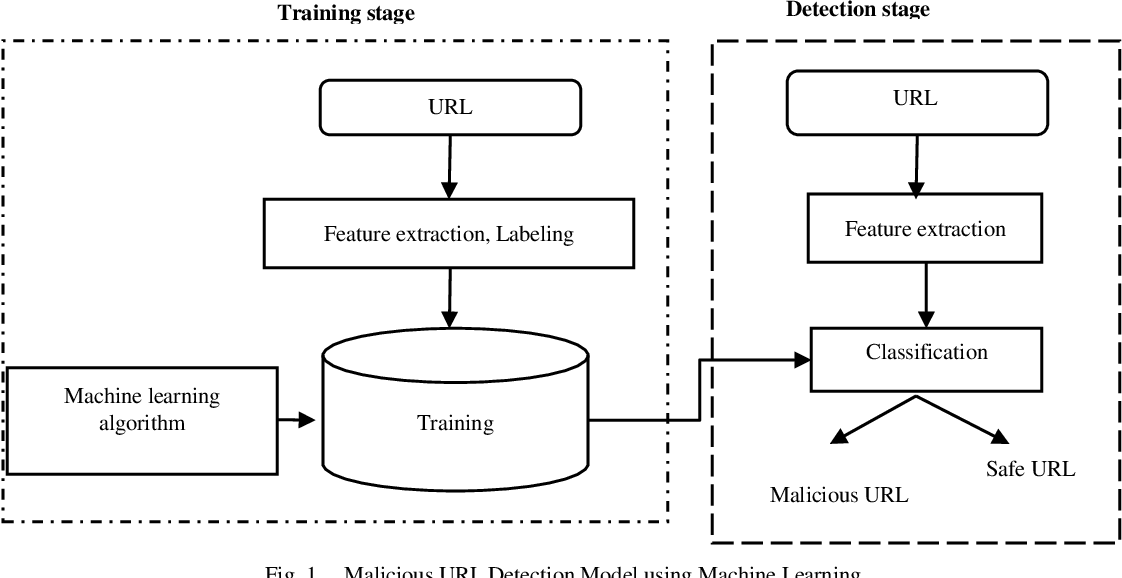 Training stage
URL
Feature extraction, Labeling
Machine learning
algorithm
Training
Detection stage
URL
Feature extraction
Classification
Safe URL
Malicious URL
Fig. 1. Malicious URL Detection Model using Machine Learning